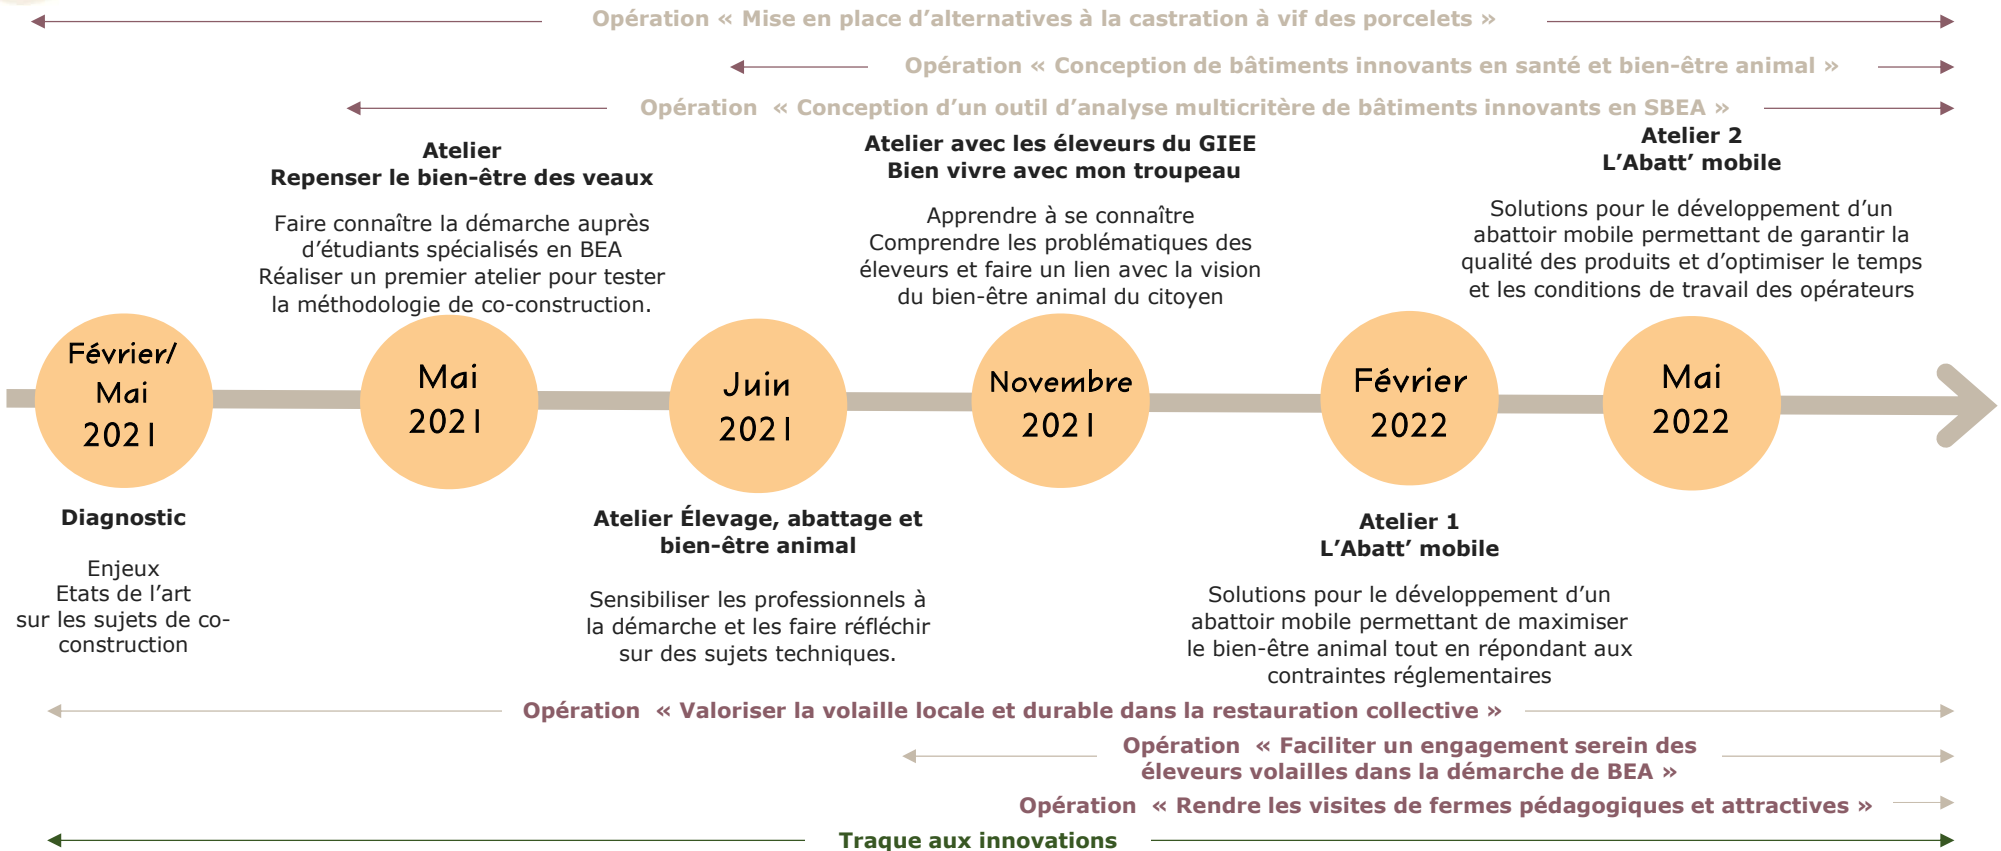 Opération « Mise en place d’alternatives à la castration à vif des porcelets »
Opération « Conception de bâtiments innovants en santé et bien-être animal »
Opération « Conception d’un outil d’analyse multicritère de bâtiments innovants en SBEA »
Atelier
Repenser le bien-être des veaux
Faire connaître la démarche auprès
d’étudiants spécialisés en BEA
Réaliser un premier atelier pour tester
la méthodologie de co-construction.
Atelier avec les éleveurs du GIEE
Bien vivre avec mon troupeau
Apprendre à se connaître
Comprendre les problématiques des
éleveurs et faire un lien avec la vision
du bien-être animal du citoyen
Atelier 2
L’Abatt’ mobile
Solutions pour le développement d’un
abattoir mobile permettant de garantir la
qualité des produits et d’optimiser le temps
et les conditions de travail des opérateurs
Février/
Mai
2021
Mai
2021
Juin
2021
Novembre
2021
Février
2022
Mai
2022
Diagnostic
Enjeux
Etats de l’art
sur les sujets de co-
construction
Atelier Élevage, abattage et
bien-être animal
Sensibiliser les professionnels à
la démarche et les faire réfléchir
sur des sujets techniques.
Atelier 1
L’Abatt’ mobile
Solutions pour le développement d’un
abattoir mobile permettant de maximiser
le bien-être animal tout en répondant aux
contraintes réglementaires
Opération « Valoriser la volaille locale et durable dans la restauration collective »
Opération « Faciliter un engagement serein des
éleveurs volailles dans la démarche de BEA »
Opération « Rendre les visites de fermes pédagogiques et attractives »
Traque aux innovations